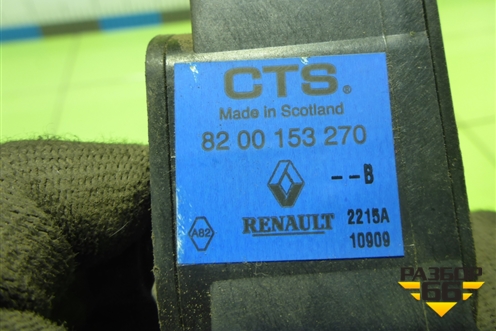 CTS®
Made in Scotland
82 00 153 270
--B
RENAULT
2215A
A82
10909
РАЗБОР
66